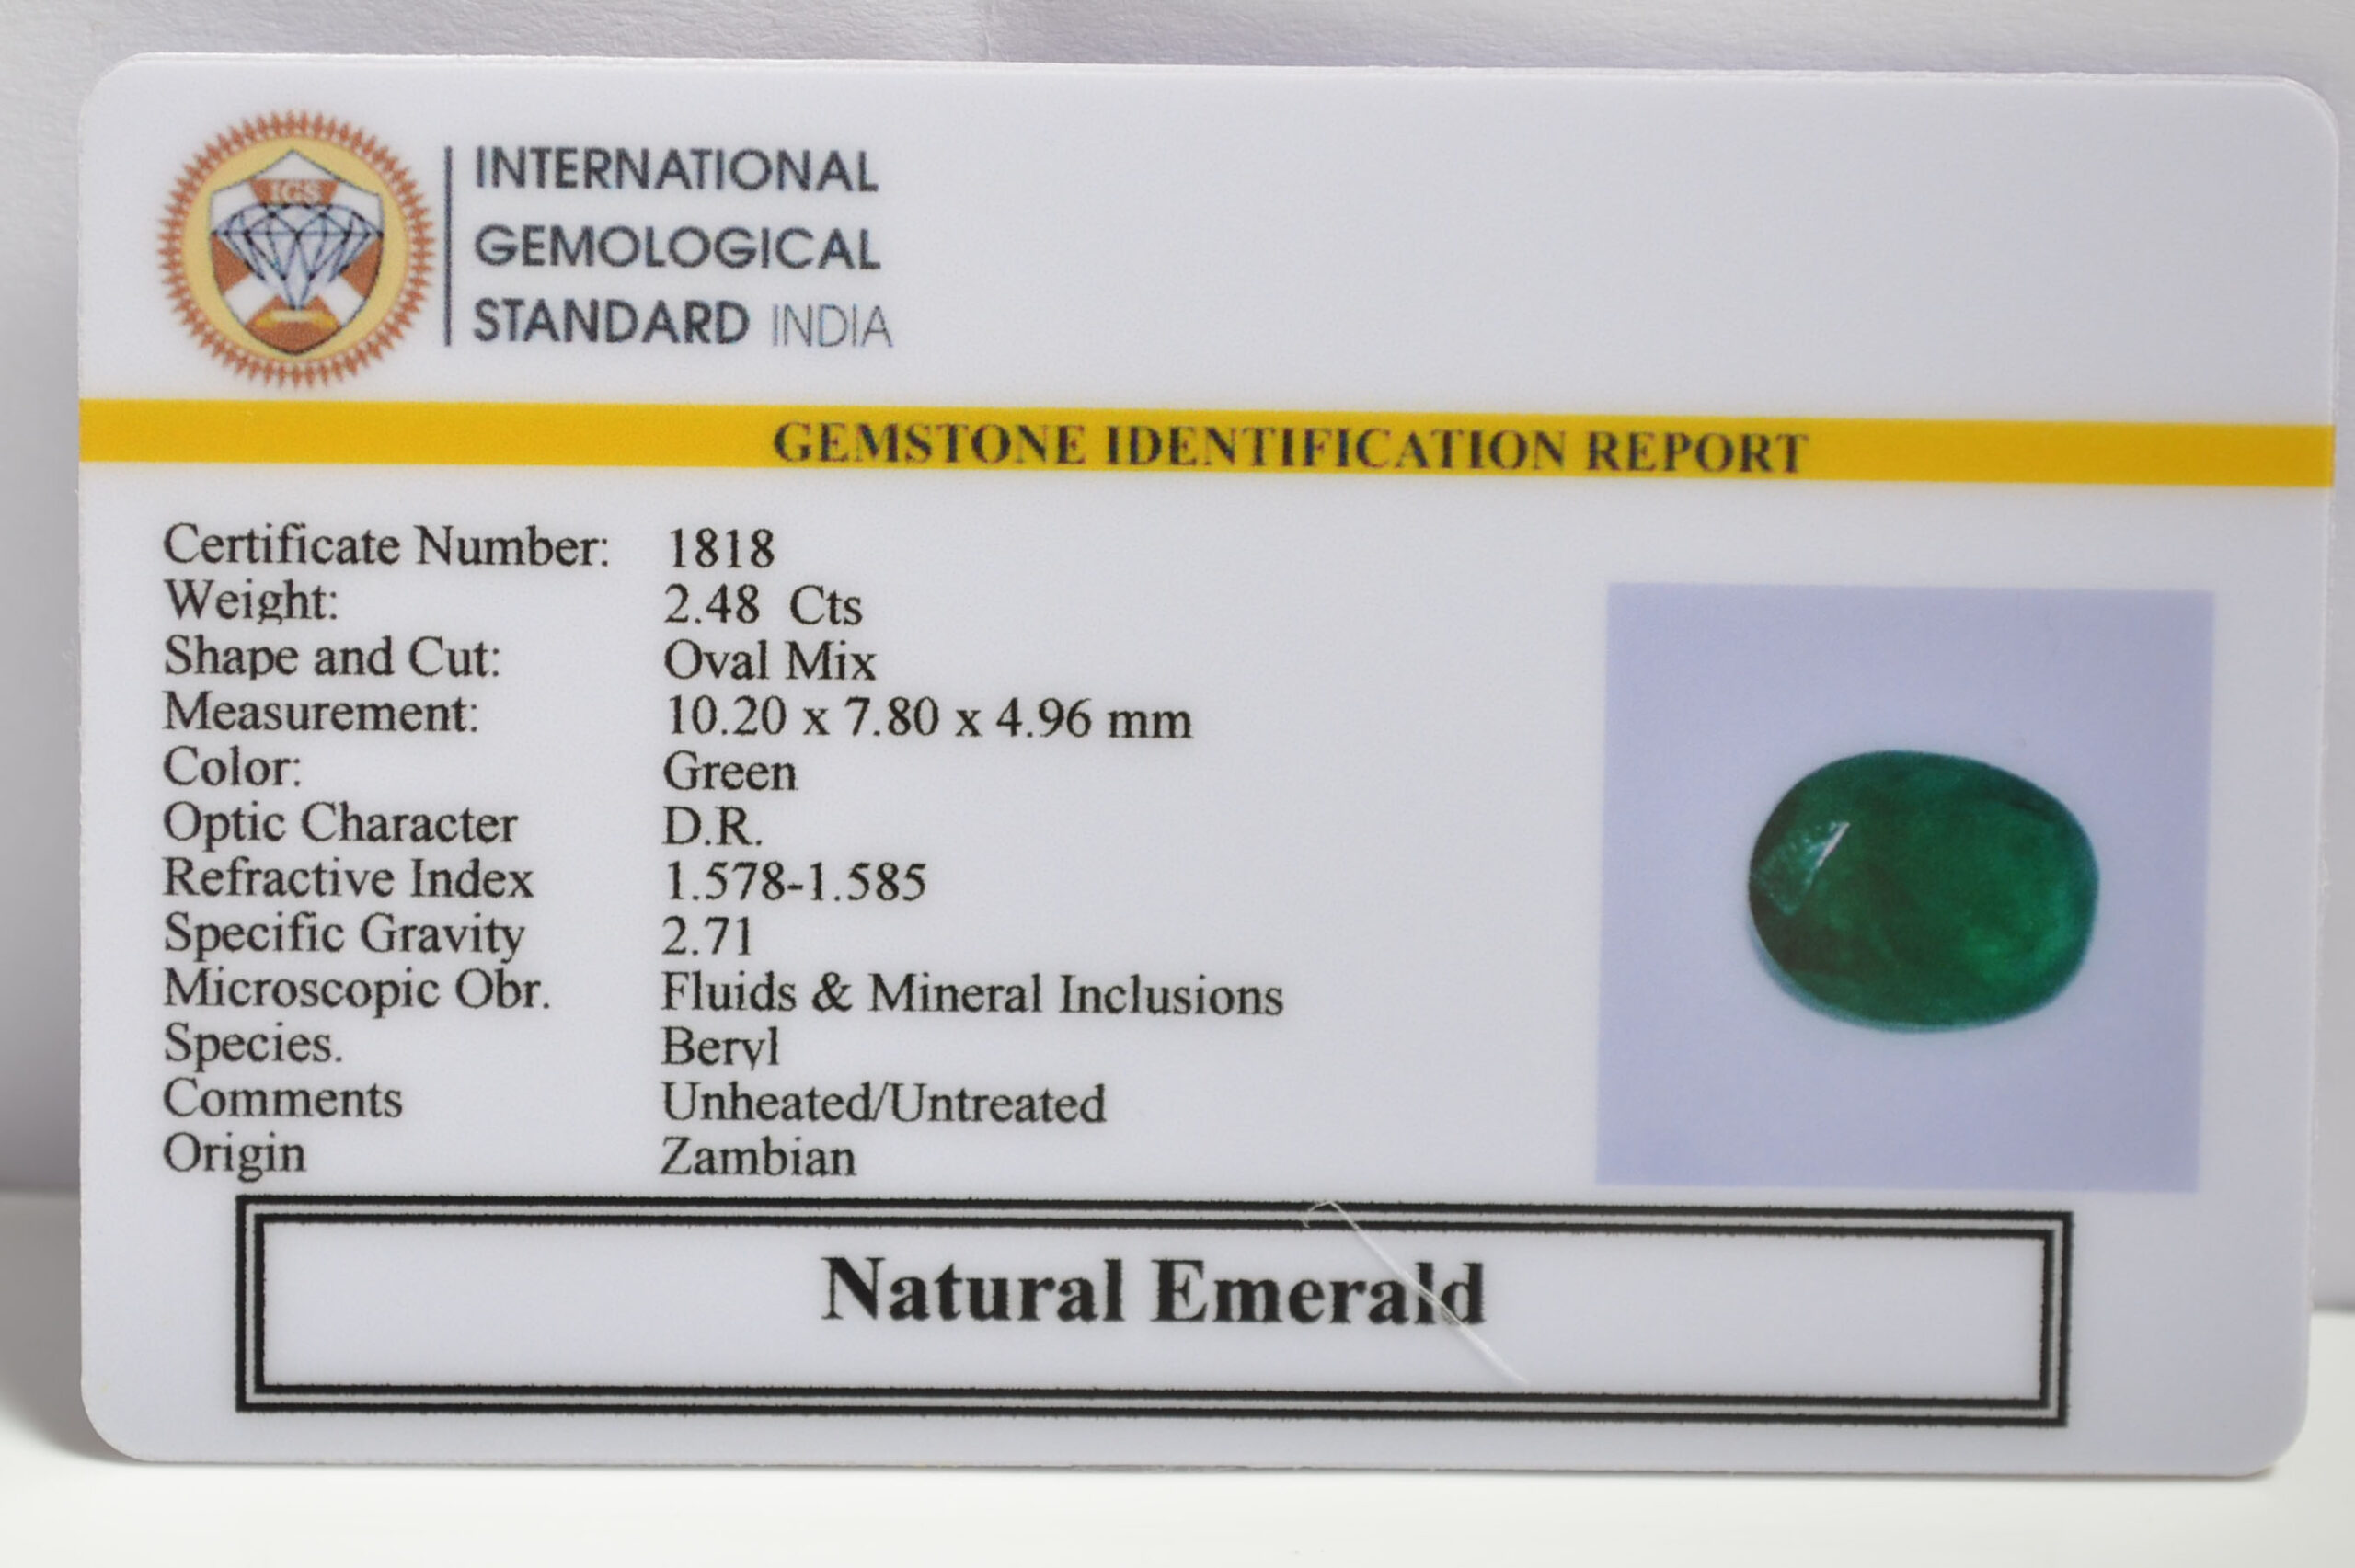 IGS
INTERNATIONAL
GEMOLOGICAL
STANDARD INDIA
GEMSTONE IDENTIFICATION REPORT
Certificate Number: 1818
Weight: 2.48 Cts
Shape and Cut: Oval Mix
Measurement: 10.20 x 7.80 x 4.96 mm
Color: Green
Optic Character D.R.
Refractive Index 1.578-1.585
Specific Gravity 2.71
Microscopic Obr. Fluids & Mineral Inclusions
Species. Beryl
Comments Unheated/Untreated
Origin Zambian
Natural Emerald